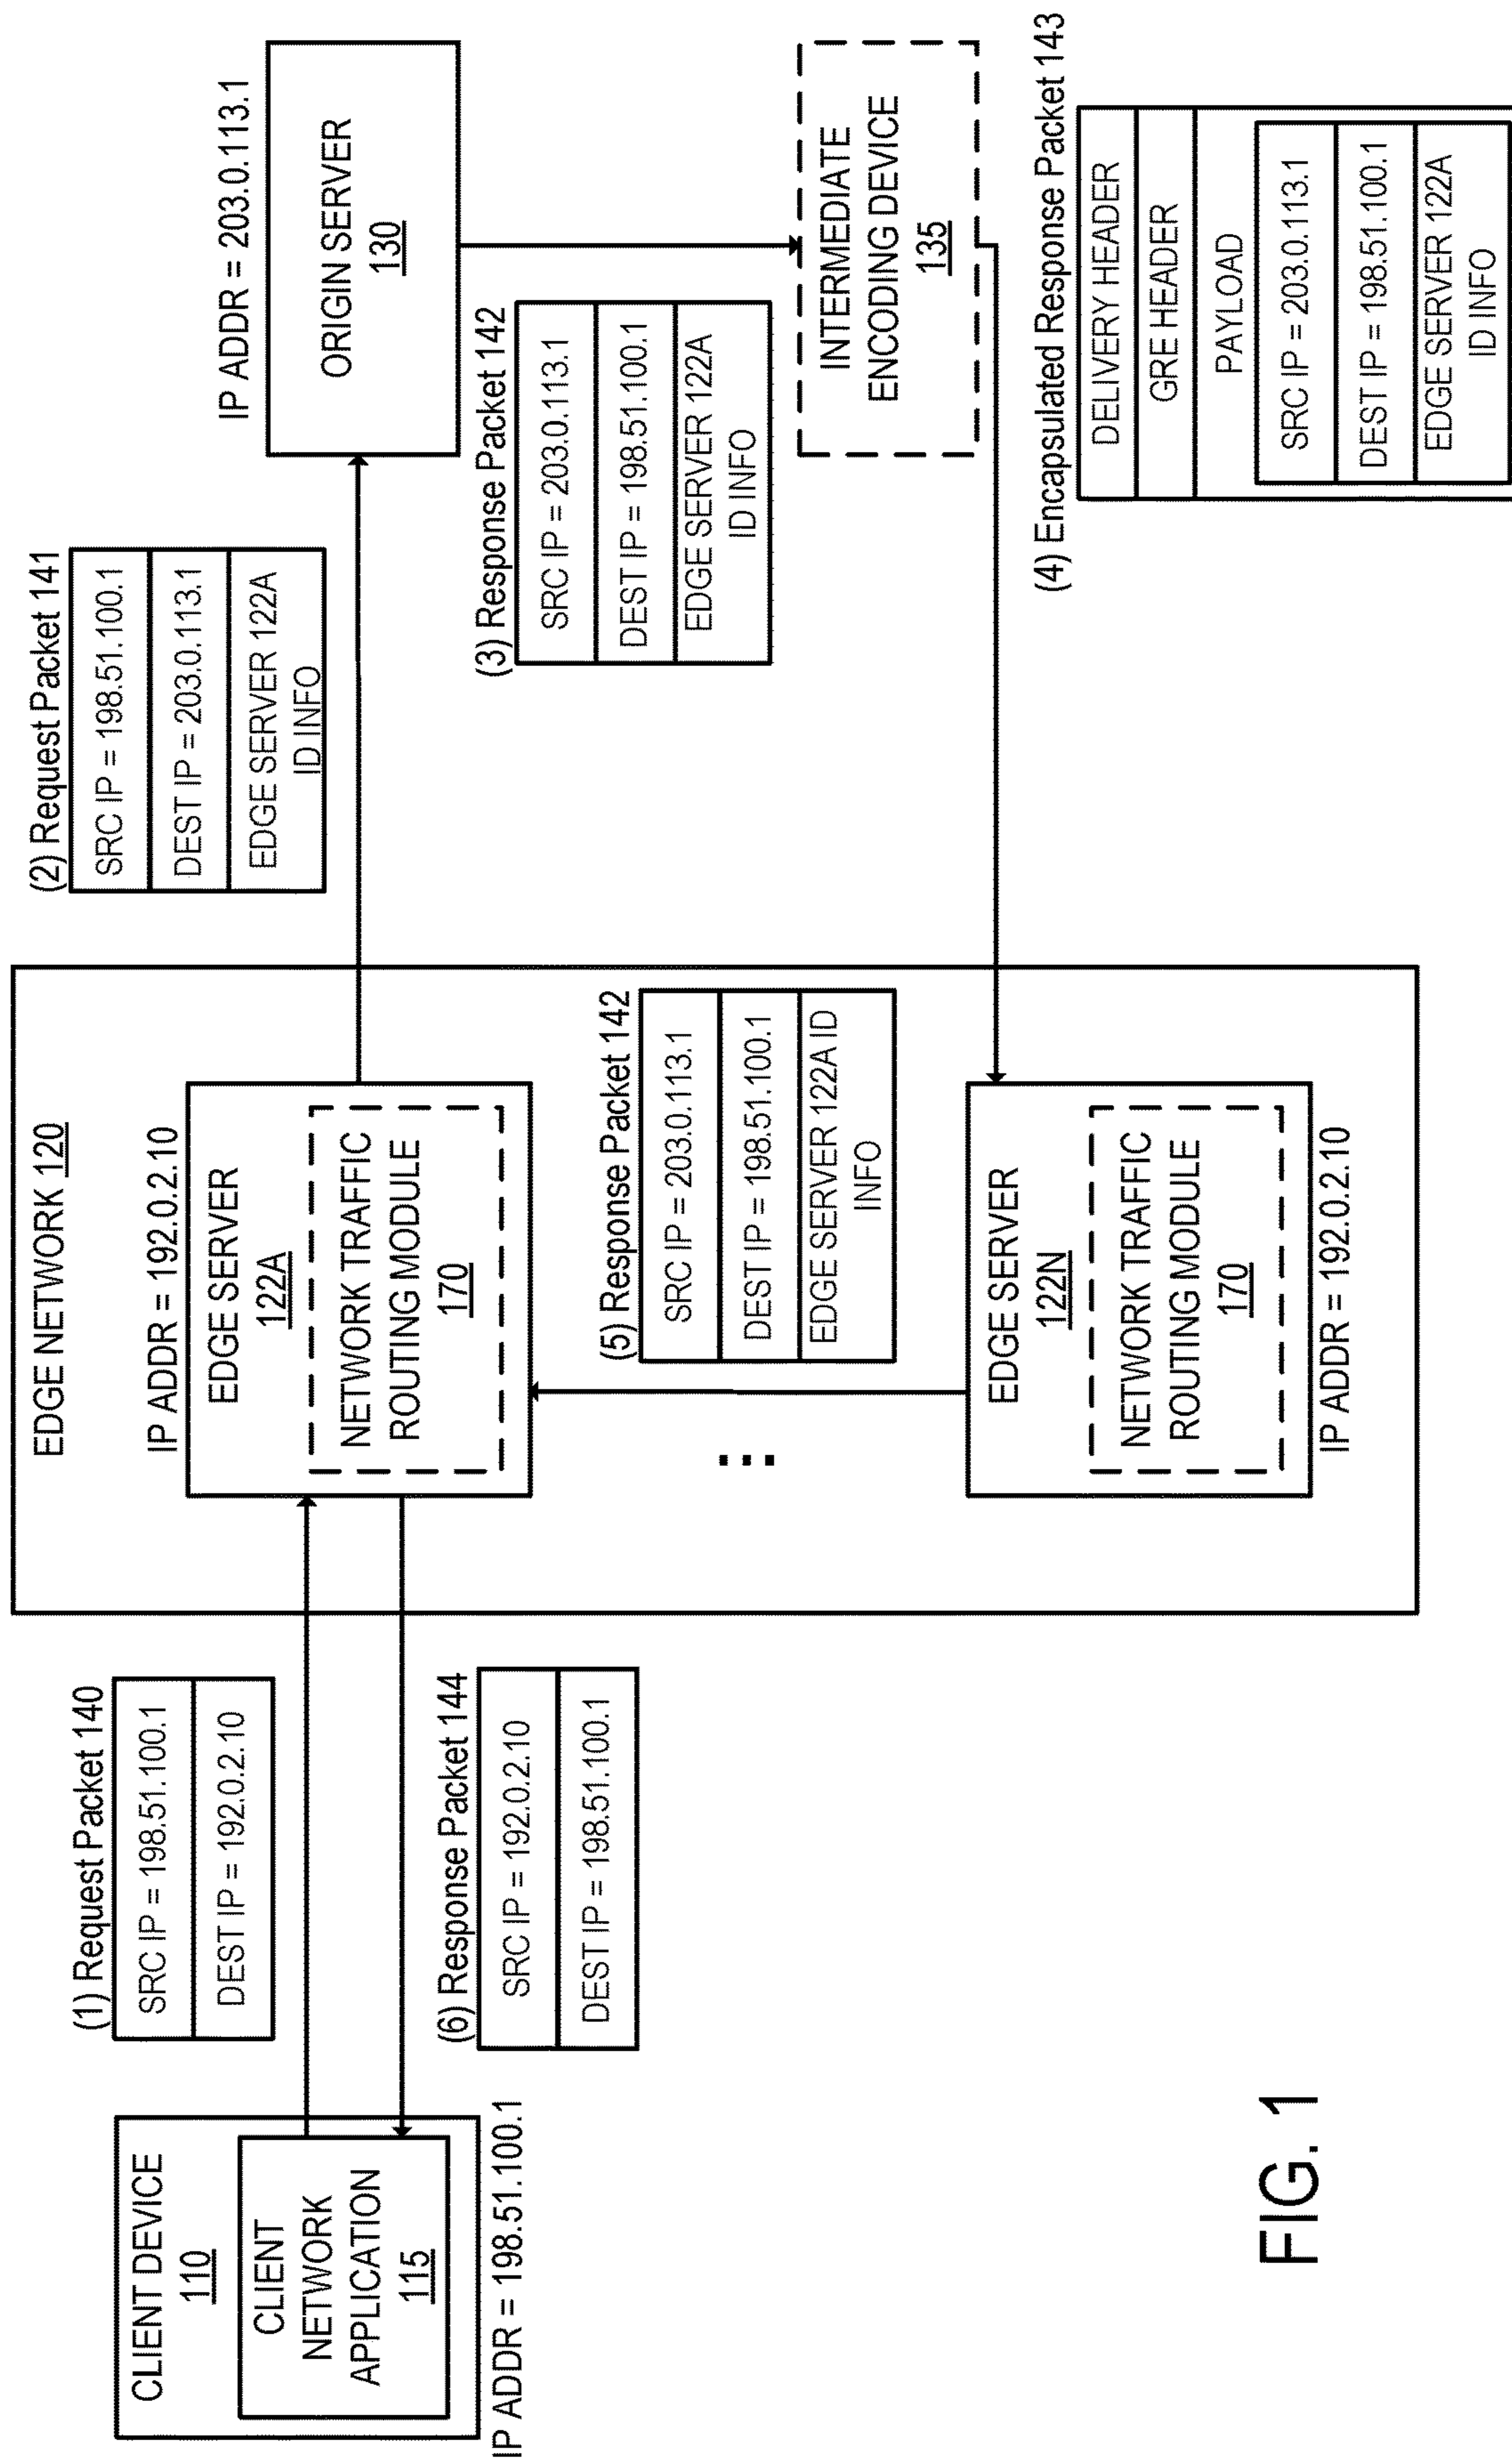 CLIENT DEVICE
110
CLIENT
NETWORK
APPLICATION
115
IP ADDR = 198.51.100.1
(1) Request Packet 140
SRC IP = 198.51.100.1
DEST IP = 192.0.2.10
(6) Response Packet 144
SRC IP = 192.0.2.10
DEST IP = 198.51.100.1
EDGE NETWORK 120
IP ADDR = 192.0.2.10
EDGE SERVER
122A
NETWORK TRAFFIC
ROUTING MODULE
170
(5) Response Packet 142
SRC IP = 203.0.113.1
DEST IP = 198.51.100.1
EDGE SERVER 122A ID
INFO
...
EDGE SERVER
122N
NETWORK TRAFFIC
ROUTING MODULE
170
IP ADDR = 192.0.2.10
(2) Request Packet 141
SRC IP = 198.51.100.1
DEST IP = 203.0.113.1
EDGE SERVER 122A
ID INFO
IP ADDR = 203.0.113.1
ORIGIN SERVER
130
(3) Response Packet 142
SRC IP = 203.0.113.1
DEST IP = 198.51.100.1
EDGE SERVER 122A
ID INFO
INTERMEDIATE
ENCODING DEVICE
135
(4) Encapsulated Response Packet 143
DELIVERY HEADER
GRE HEADER
PAYLOAD
SRC IP = 203.0.113.1
DEST IP = 198.51.100.1
EDGE SERVER 122A
ID INFO
FIG. 1